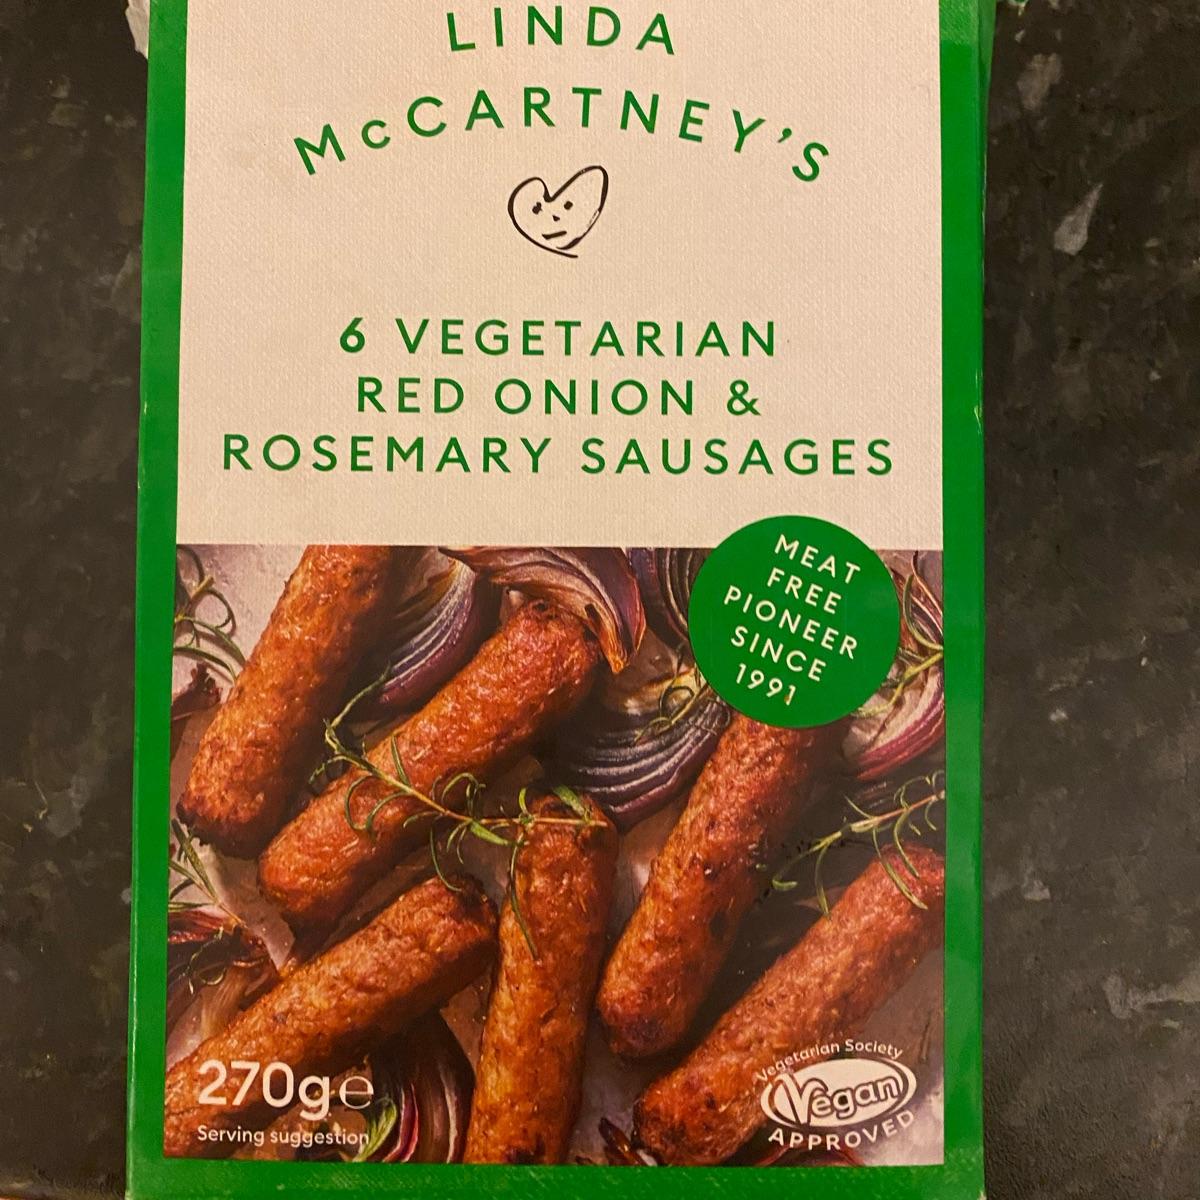 LINDA
McCARTNEY'S
6 VEGETARIAN
RED ONION &
ROSEMARY SAUSAGES
MEAT
FREE
PIONEER
SINCE
1991
270g℮
Serving suggestion
Vegetarian Society
Vegan
APPROVED